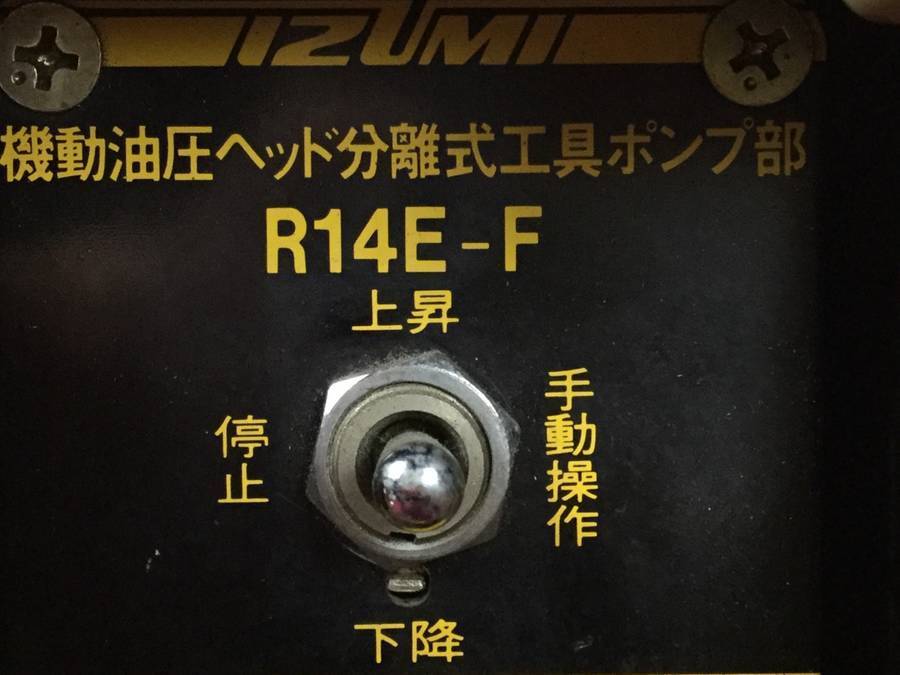 IZUMI
機動油圧ヘッド分離式工具ポンプ部
R14E-F
上昇
停止
手動操作
下降